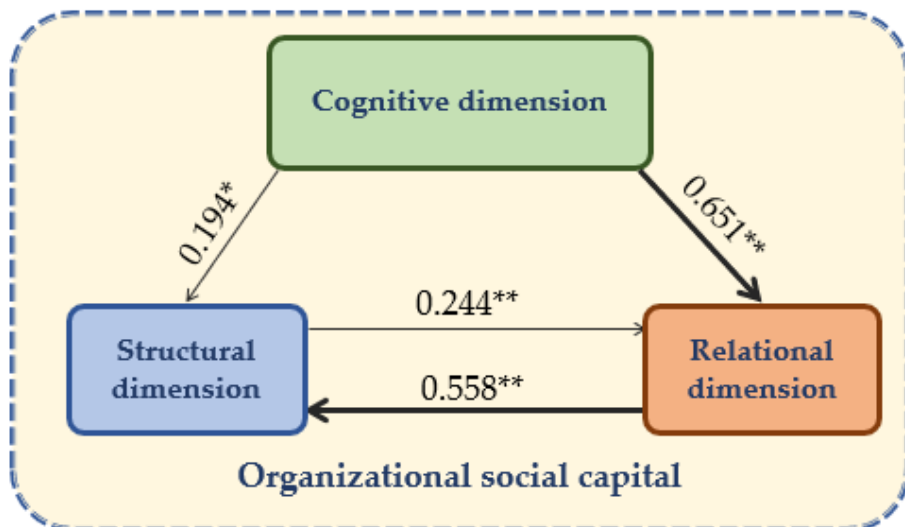 Cognitive dimension
0.194*
0.651**
0.244**
Structural
dimension
Relational
dimension
0.558**
Organizational social capital